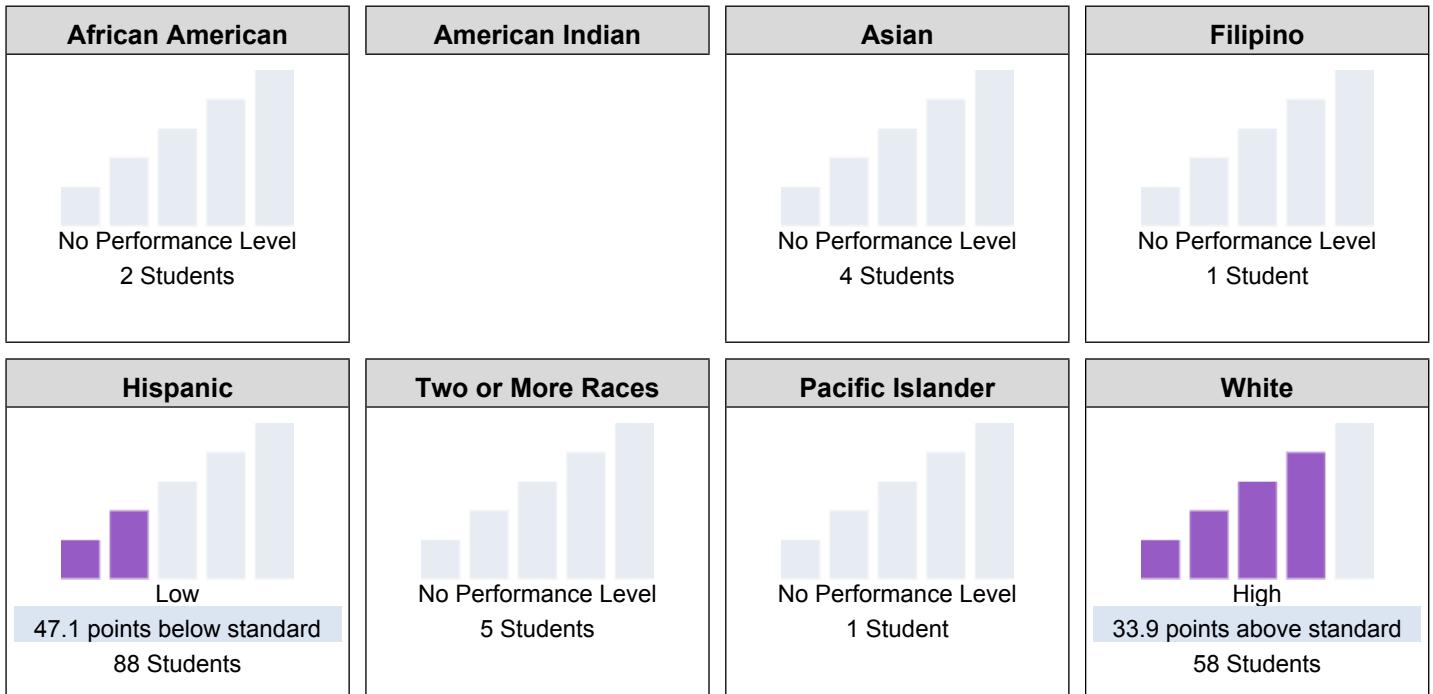 African American
American Indian
Asian
Filipino
No Performance Level
2 Students
No Performance Level
4 Students
No Performance Level
1 Student
Hispanic
Two or More Races
Pacific Islander
White
Low
47.1 points below standard
88 Students
No Performance Level
5 Students
No Performance Level
1 Student
High
33.9 points above standard
58 Students